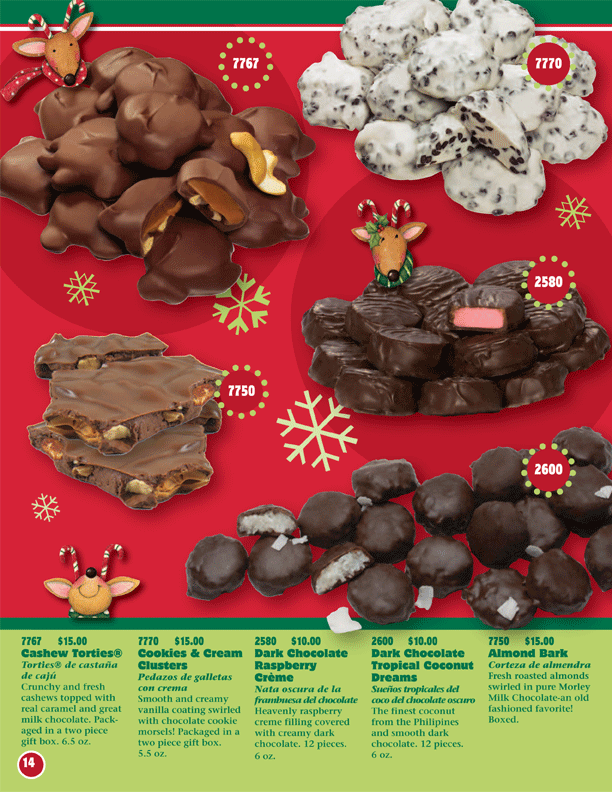 7767
7770
2580
7750
2600
7767 $15.00
Cashew Torties®
Torties® de castaña
de cajú
Crunchy and fresh
cashews topped with
real caramel and great
milk chocolate. Pack-
aged in a two piece
gift box. 6.5 oz.
7770 $15.00
Cookies & Cream
Clusters
Pedazos de galletas
con crema
Smooth and creamy
vanilla coating swirled
with chocolate cookie
morsels! Packaged in a
two piece gift box.
5.5 oz.
2580 $10.00
Dark Chocolate
Raspberry
Crème
Nata oscura de la
frambuesa del chocolate
Heavenly raspberry
creme filling covered
with creamy dark
chocolate. 12 pieces.
6 oz.
2600 $10.00
Dark Chocolate
Tropical Coconut
Dreams
Sueños tropicales del
coco del chocolate oscuro
The finest coconut
from the Philipines
and smooth dark
chocolate. 12 pieces.
6 oz.
7750 $15.00
Almond Bark
Corteza de almendra
Fresh roasted almonds
swirled in pure Morley
Milk Chocolate-an old
fashioned favorite!
Boxed.
14